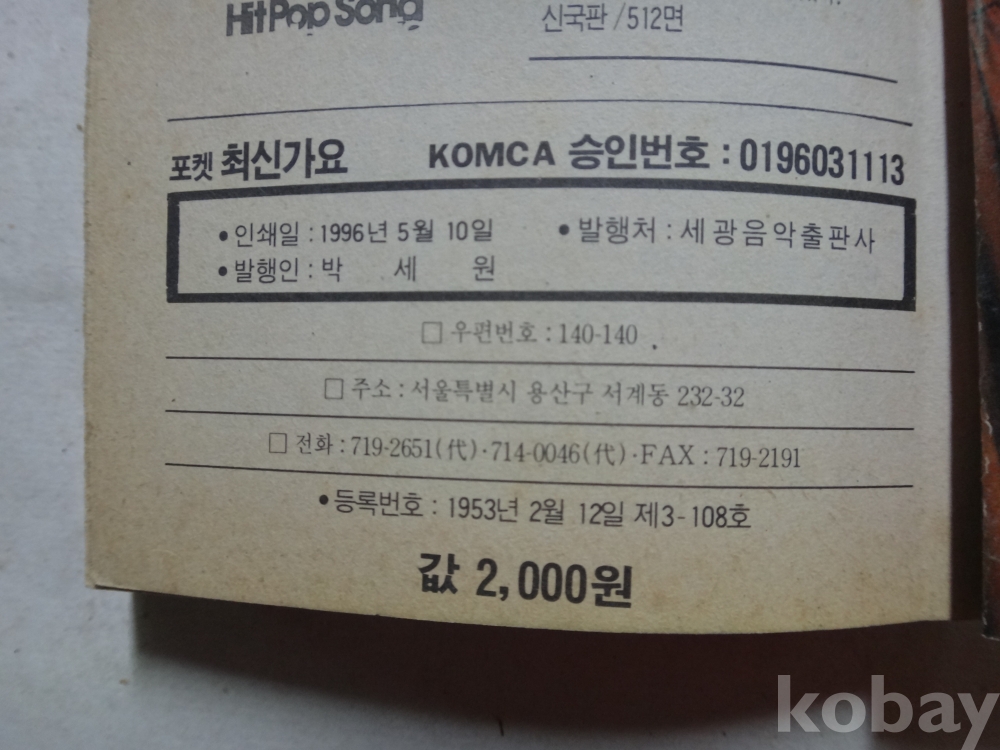 Hit Pop Song
신국판/512면
포켓 최신가요 KOMCA 승인번호 : 0196031113
• 인쇄일 : 1996년 5월 10일 • 발행처 : 세광음악출판사
• 발행인 : 박 세 원
□ 우편번호 : 140-140
□ 주소 : 서울특별시 용산구 서계동 232-32
□ 전화 : 719-2651(代)·714-0046(代)·FAX : 719-2191
• 등록번호 : 1953년 2월 12일 제3-108호
값 2,000원
kobay